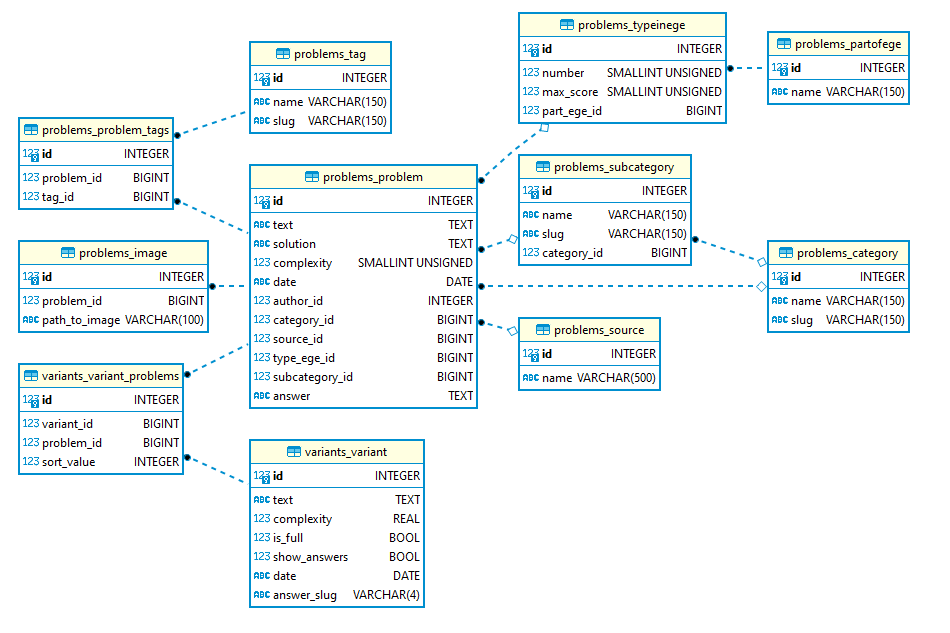 problems_tag
123 id INTEGER
ABC name VARCHAR(150)
ABC slug VARCHAR(150)
problems_typeinege
123 id INTEGER
123 number SMALLINT UNSIGNED
123 max_score SMALLINT UNSIGNED
123 part_ege_id BIGINT
problems_partofege
123 id INTEGER
ABC name VARCHAR(150)
problems_problem_tags
123 id INTEGER
123 problem_id BIGINT
123 tag_id BIGINT
problems_problem
123 id INTEGER
ABC text TEXT
ABC solution TEXT
123 complexity SMALLINT UNSIGNED
ABC date DATE
123 author_id INTEGER
123 category_id BIGINT
123 source_id BIGINT
123 type_ege_id BIGINT
123 subcategory_id BIGINT
ABC answer TEXT
problems_subcategory
123 id INTEGER
ABC name VARCHAR(150)
ABC slug VARCHAR(150)
123 category_id BIGINT
problems_image
123 id INTEGER
123 problem_id BIGINT
ABC path_to_image VARCHAR(100)
problems_category
123 id INTEGER
ABC name VARCHAR(150)
ABC slug VARCHAR(150)
problems_source
123 id INTEGER
ABC name VARCHAR(500)
variants_variant_problems
123 id INTEGER
123 variant_id BIGINT
123 problem_id BIGINT
123 sort_value INTEGER
variants_variant
123 id INTEGER
ABC text TEXT
123 complexity REAL
123 is_full BOOL
123 show_answers BOOL
ABC date DATE
ABC answer_slug VARCHAR(4)